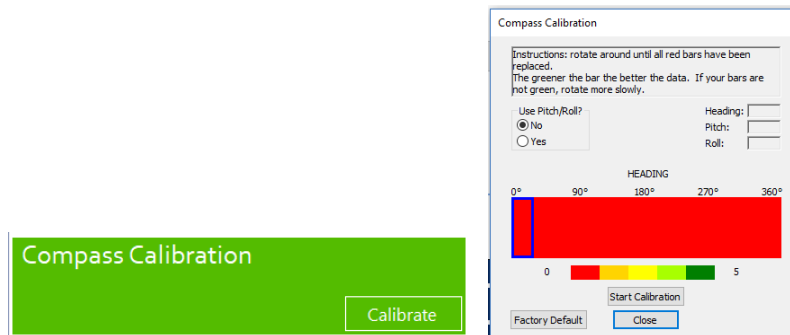 Compass Calibration
Calibrate
Compass Calibration
Instructions: rotate around until all red bars have been
replaced.
The greener the bar the better the data. If your bars are
not green, rotate more slowly.
Use Pitch/Roll?
No
Yes
Heading:
Pitch:
Roll:
HEADING
0° 90° 180° 270° 360°
0 5
Start Calibration
Factory Default Close